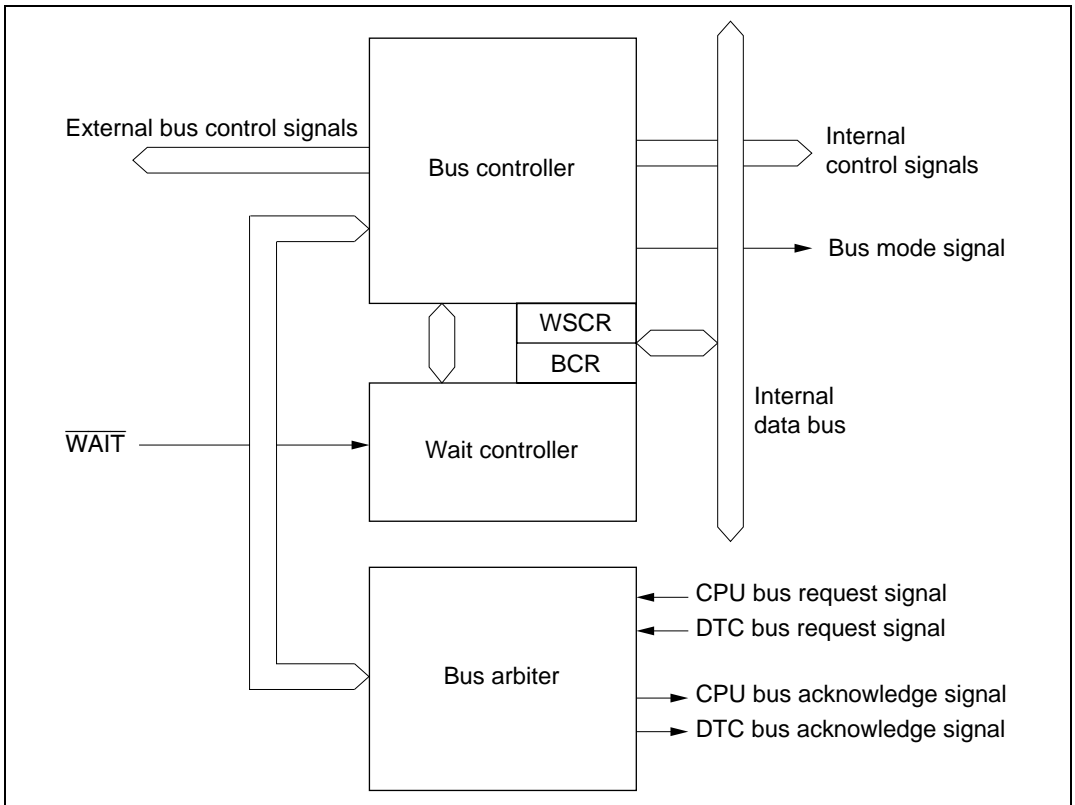 External bus control signals
Bus controller
Internal
control signals
Bus mode signal
WSCR
BCR
Internal
data bus
W̅A̅I̅T̅
Wait controller
CPU bus request signal
DTC bus request signal
Bus arbiter
CPU bus acknowledge signal
DTC bus acknowledge signal